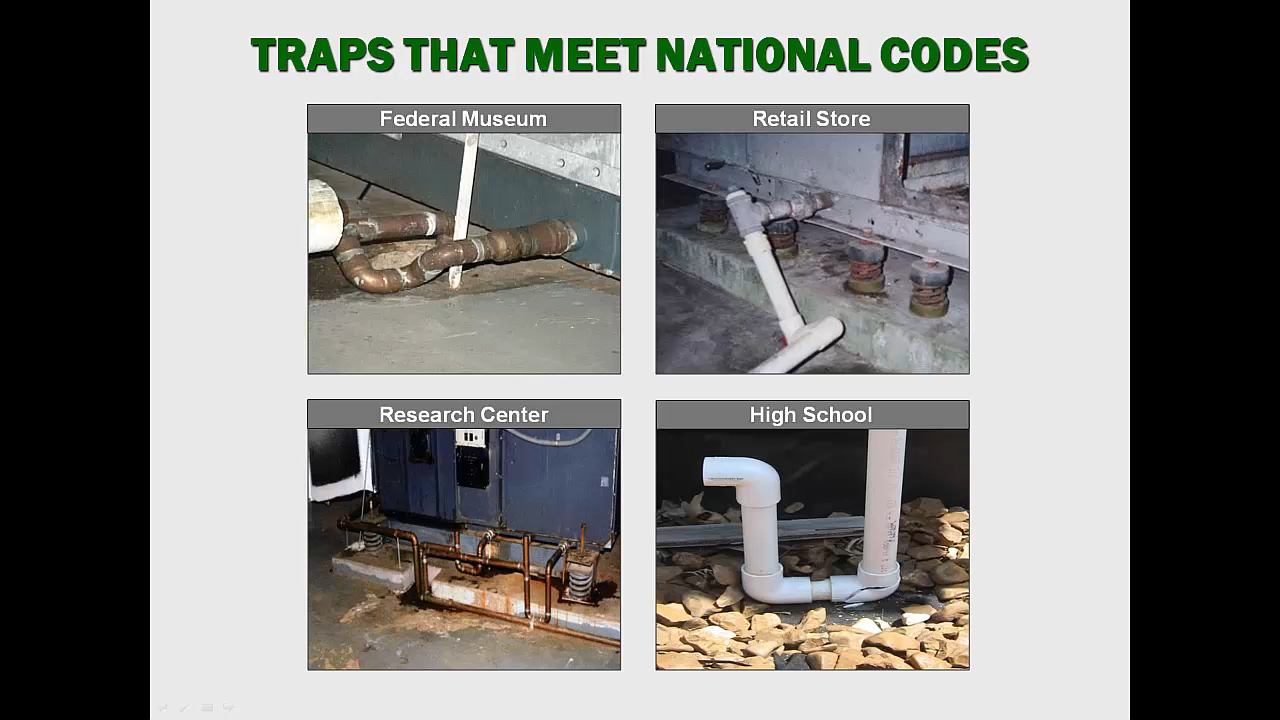 TRAPS THAT MEET NATIONAL CODES
Federal Museum
Retail Store
Research Center
High School